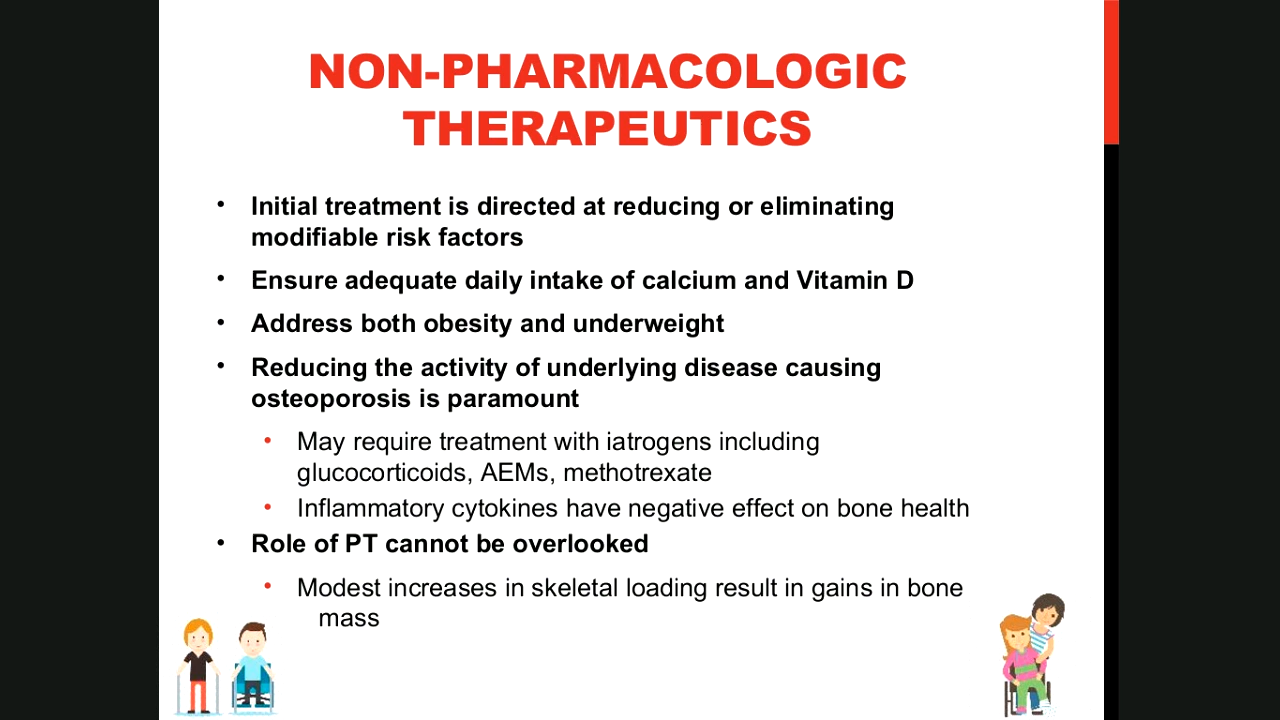 NON-PHARMACOLOGIC
THERAPEUTICS
• Initial treatment is directed at reducing or eliminating
modifiable risk factors
• Ensure adequate daily intake of calcium and Vitamin D
• Address both obesity and underweight
• Reducing the activity of underlying disease causing
osteoporosis is paramount
• May require treatment with iatrogens including
glucocorticoids, AEMs, methotrexate
• Inflammatory cytokines have negative effect on bone health
• Role of PT cannot be overlooked
• Modest increases in skeletal loading result in gains in bone
mass